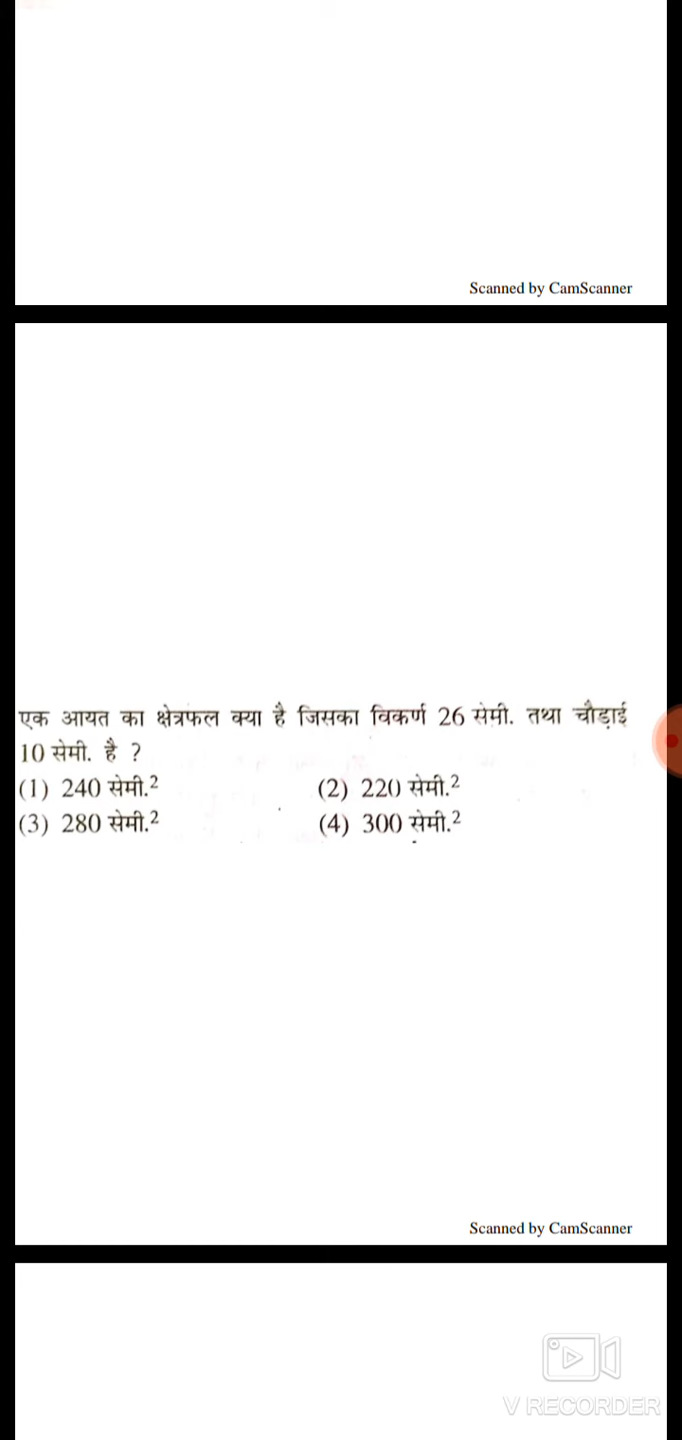 Scanned by CamScanner
एक आयत का क्षेत्रफल क्या है जिसका विकर्ण 26 सेमी. तथा चौड़ाई
10 सेमी. है ?
(1) 240 सेमी.² (2) 220 सेमी.²
(3) 280 सेमी.² (4) 300 सेमी.²
Scanned by CamScanner
V RECORDER